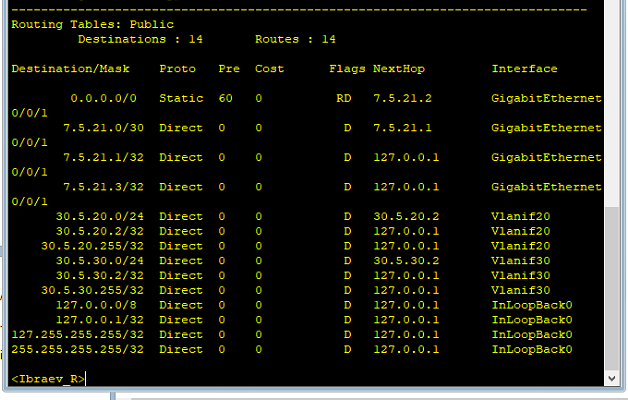 ------------------------------------------------------------------------------
Routing Tables: Public
         Destinations : 14       Routes : 14
Destination/Mask    Proto   Pre  Cost      Flags NextHop         Interface
        0.0.0.0/0   Static  60   0          RD   7.5.21.2        GigabitEthernet
0/0/1
       7.5.21.0/30  Direct  0    0           D   7.5.21.1        GigabitEthernet
0/0/1
       7.5.21.1/32  Direct  0    0           D   127.0.0.1       GigabitEthernet
0/0/1
       7.5.21.3/32  Direct  0    0           D   127.0.0.1       GigabitEthernet
0/0/1
      30.5.20.0/24  Direct  0    0           D   30.5.20.2       Vlanif20
      30.5.20.2/32  Direct  0    0           D   127.0.0.1       Vlanif20
    30.5.20.255/32  Direct  0    0           D   127.0.0.1       Vlanif20
      30.5.30.0/24  Direct  0    0           D   30.5.30.2       Vlanif30
      30.5.30.2/32  Direct  0    0           D   127.0.0.1       Vlanif30
    30.5.30.255/32  Direct  0    0           D   127.0.0.1       Vlanif30
      127.0.0.0/8   Direct  0    0           D   127.0.0.1       InLoopBack0
      127.0.0.1/32  Direct  0    0           D   127.0.0.1       InLoopBack0
127.255.255.255/32  Direct  0    0           D   127.0.0.1       InLoopBack0
255.255.255.255/32  Direct  0    0           D   127.0.0.1       InLoopBack0
<Ibraev_R>